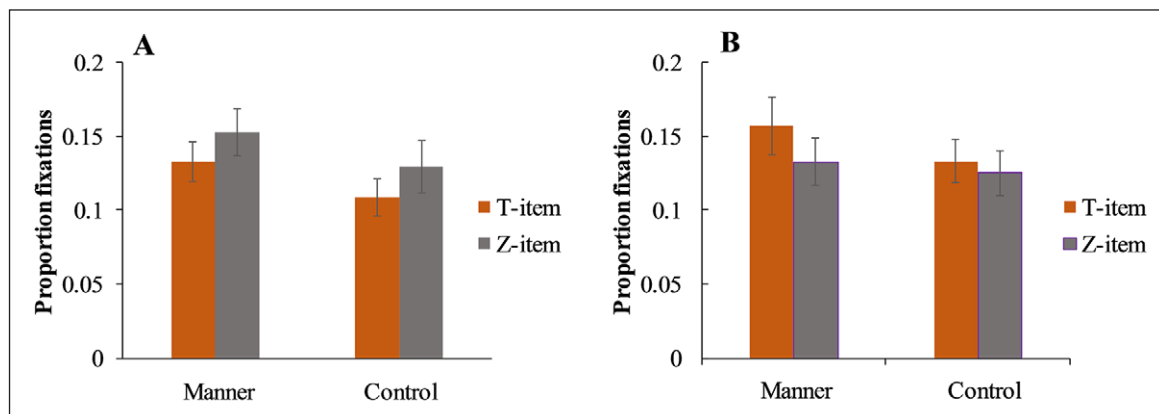 A
Proportion fixations
0.2
0.15
0.1
0.05
0
Manner Control
T-item
Z-item
B
Proportion fixations
0.2
0.15
0.1
0.05
0
Manner Control
T-item
Z-item